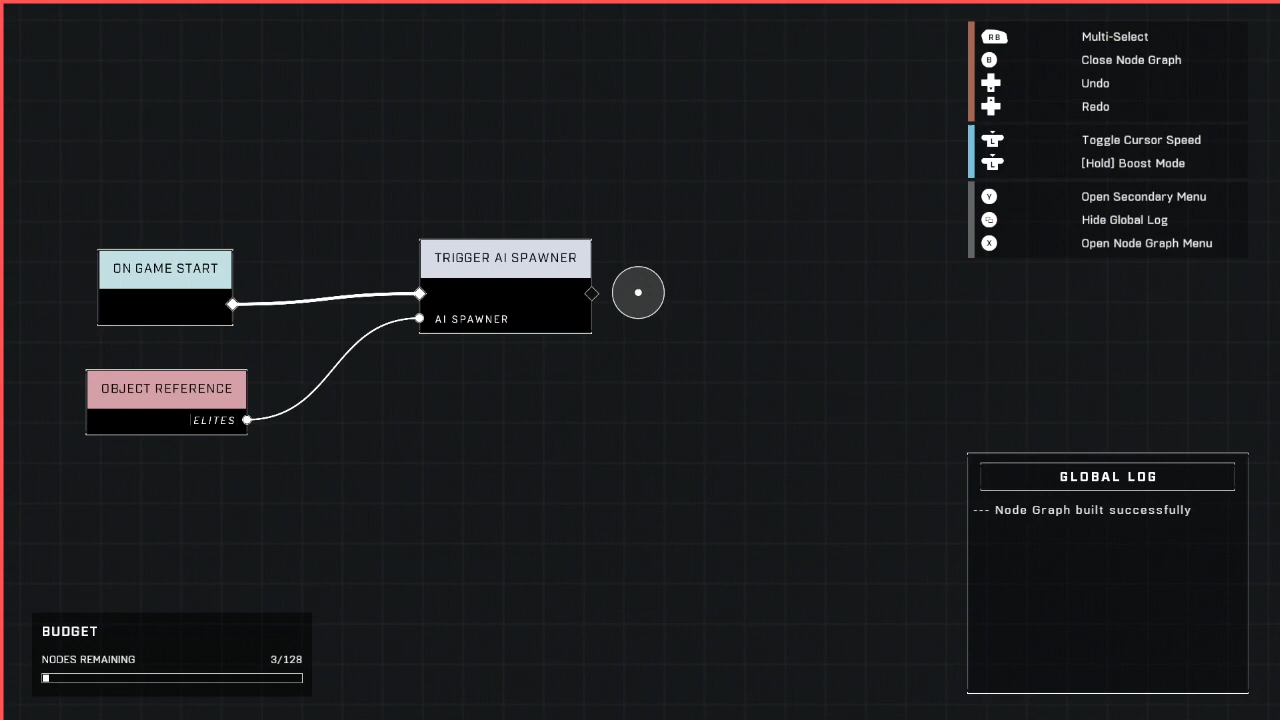 RB Multi-Select
B Close Node Graph
Undo
Redo
L Toggle Cursor Speed
L [Hold] Boost Mode
Y Open Secondary Menu
Hide Global Log
X Open Node Graph Menu
ON GAME START
TRIGGER AI SPAWNER
AI SPAWNER
OBJECT REFERENCE
ELITES
GLOBAL LOG
--- Node Graph built successfully
BUDGET
NODES REMAINING 3/128